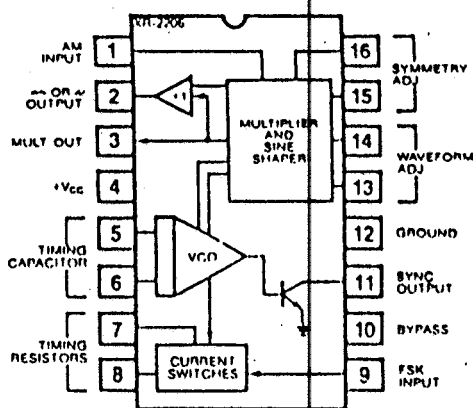 XR-2206
AM
INPUT
1
OR
OUTPUT
2
+1
MULT OUT
3
+VCC
4
TIMING
CAPACITOR
5
6
TIMING
RESISTORS
7
8
MULTIPLIER
AND
SINE
SHAPER
VCO
CURRENT
SWITCHES
16
SYMMETRY
ADJ
15
14
WAVEFORM
ADJ
13
12
GROUND
11
SYNC
OUTPUT
10
BYPASS
9
FSK
INPUT